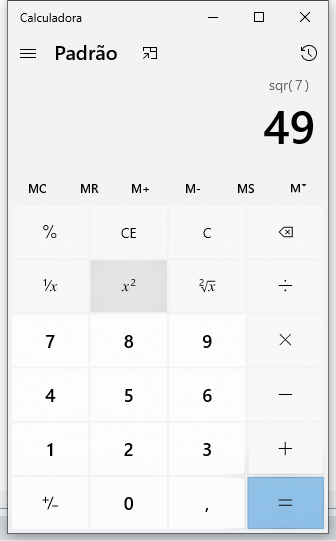 Calculadora
Padrão
sqr( 7 )
49
MC MR M+ M- MS M˅
% CE C
⅟x x² ²√x ÷
7 8 9 ×
4 5 6 −
1 2 3 +
+/− 0 , =